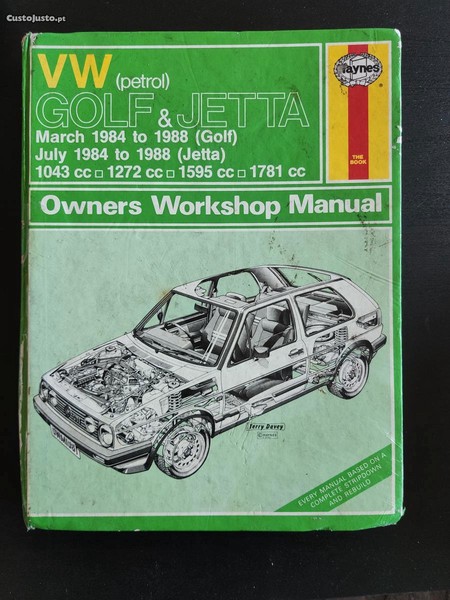 CustoJusto.pt
VW (petrol)
GOLF & JETTA
March 1984 to 1988 (Golf)
July 1984 to 1988 (Jetta)
1043 cc □ 1272 cc □ 1595 cc □ 1781 cc
Haynes
®
THE
BOOK
Owners Workshop Manual
Terry Davey
© HAYNES
EVERY MANUAL BASED ON A
COMPLETE STRIPDOWN
AND REBUILD